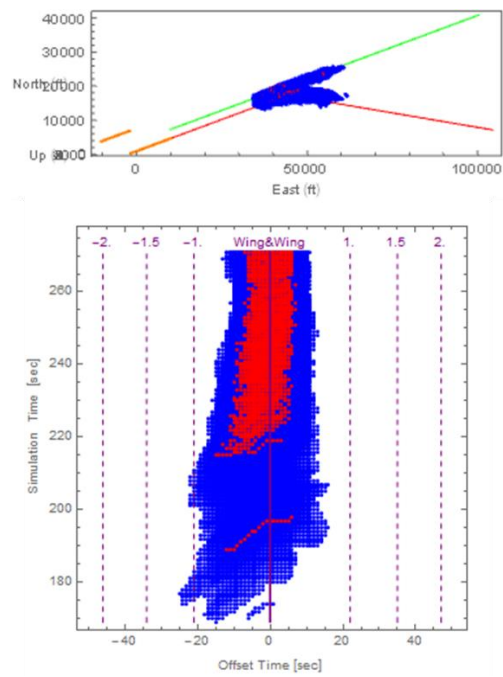 40000
30000
North (ft)
20000
10000
Up
0
50000
100000
East (ft)
-2. -1.5 -1. Wing&Wing 1. 1.5 2.
260
240
220
200
180
Simulation Time [sec]
-40 -20 0 20 40
Offset Time [sec]